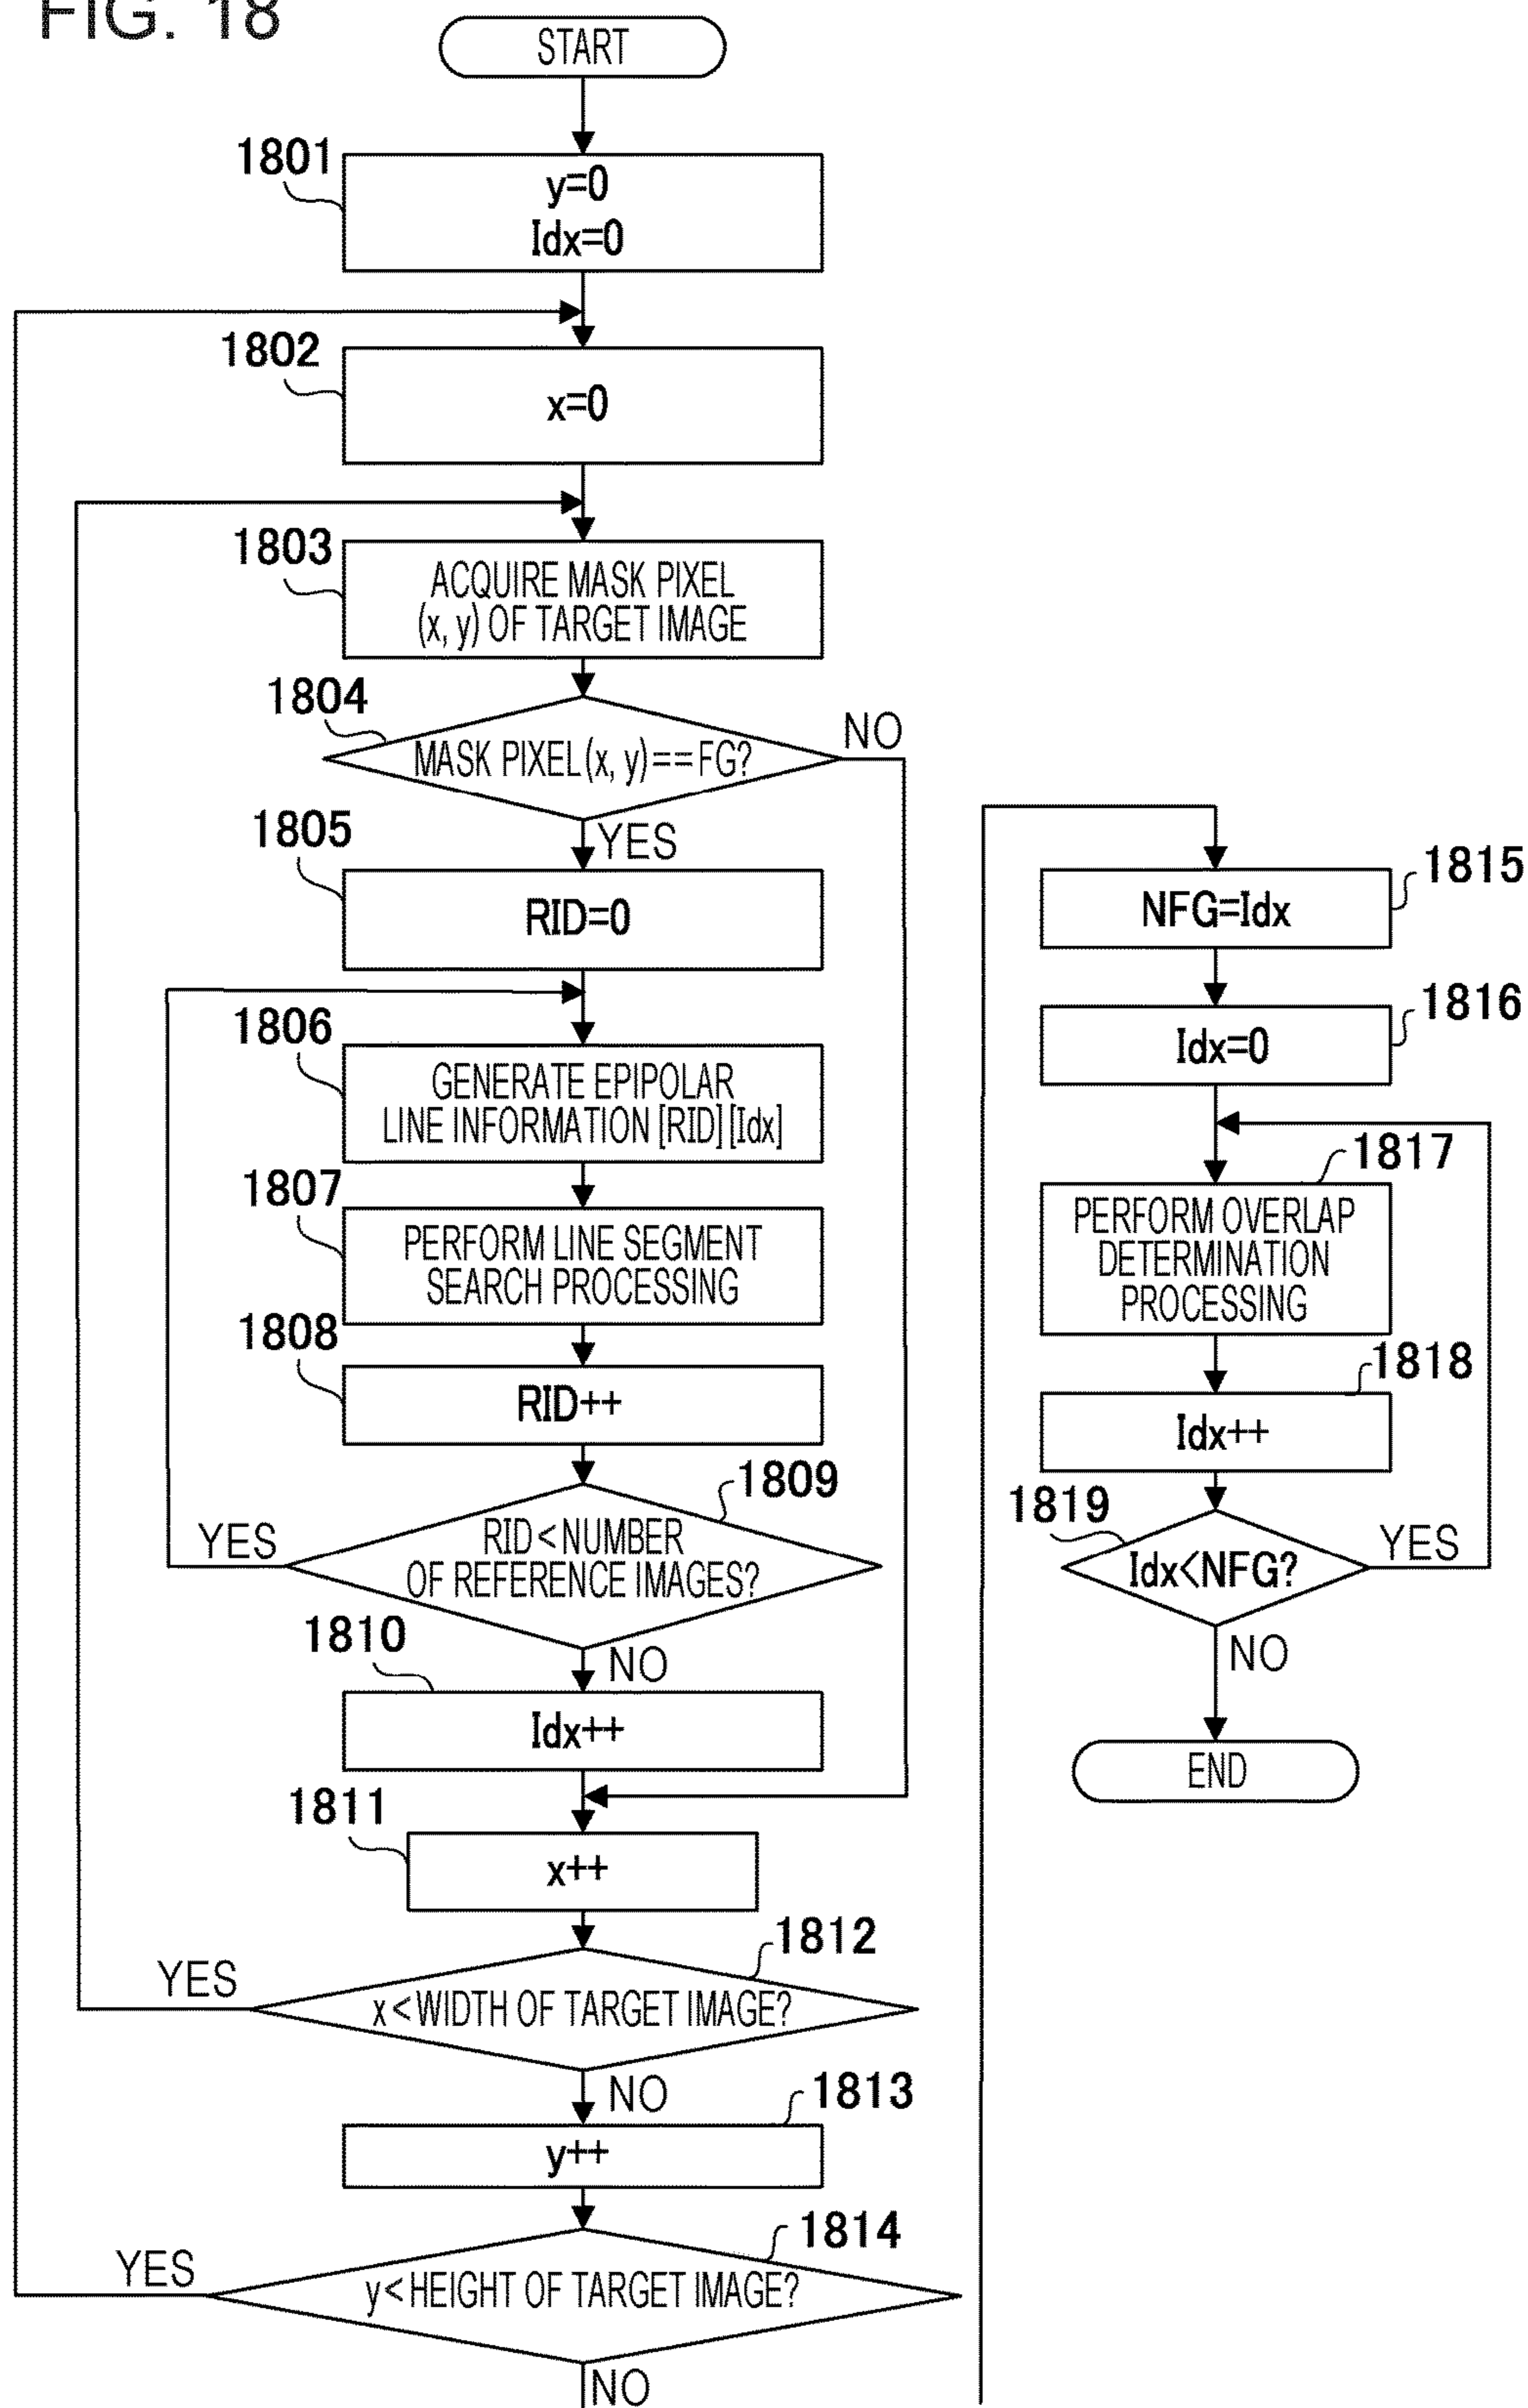 FIG. 18
START
1801
y=0
Idx=0
1802
x=0
1803
ACQUIRE MASK PIXEL
(x, y) OF TARGET IMAGE
1804
MASK PIXEL(x, y)==FG?
NO
YES
1805
RID=0
1806
GENERATE EPIPOLAR
LINE INFORMATION [RID] [Idx]
1807
PERFORM LINE SEGMENT
SEARCH PROCESSING
1808
RID++
1809
YES
RID<NUMBER
OF REFERENCE IMAGES?
NO
1810
Idx++
1811
x++
1812
YES
x<WIDTH OF TARGET IMAGE?
NO
1813
y++
1814
YES
y<HEIGHT OF TARGET IMAGE?
NO
1815
NFG=Idx
1816
Idx=0
1817
PERFORM OVERLAP
DETERMINATION
PROCESSING
1818
Idx++
1819
Idx<NFG?
YES
NO
END